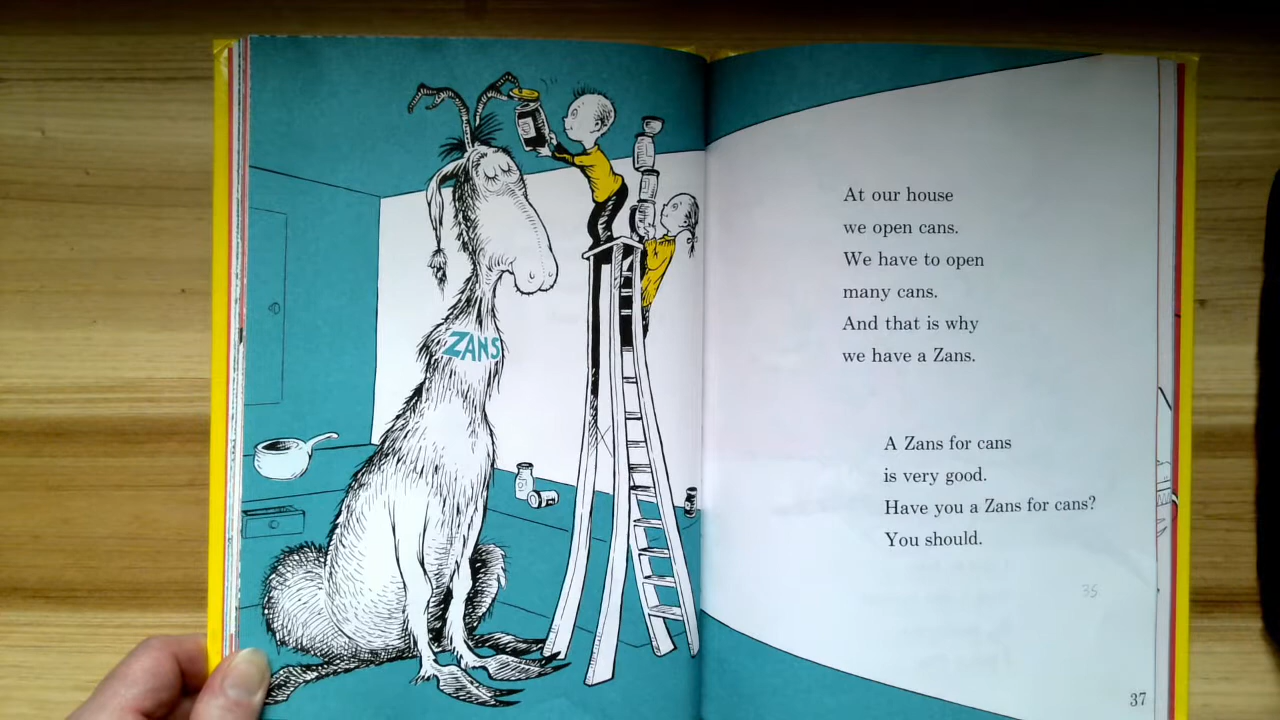 ZANS
At our house
we open cans.
We have to open
many cans.
And that is why
we have a Zans.
A Zans for cans
is very good.
Have you a Zans for cans?
You should.
35
37